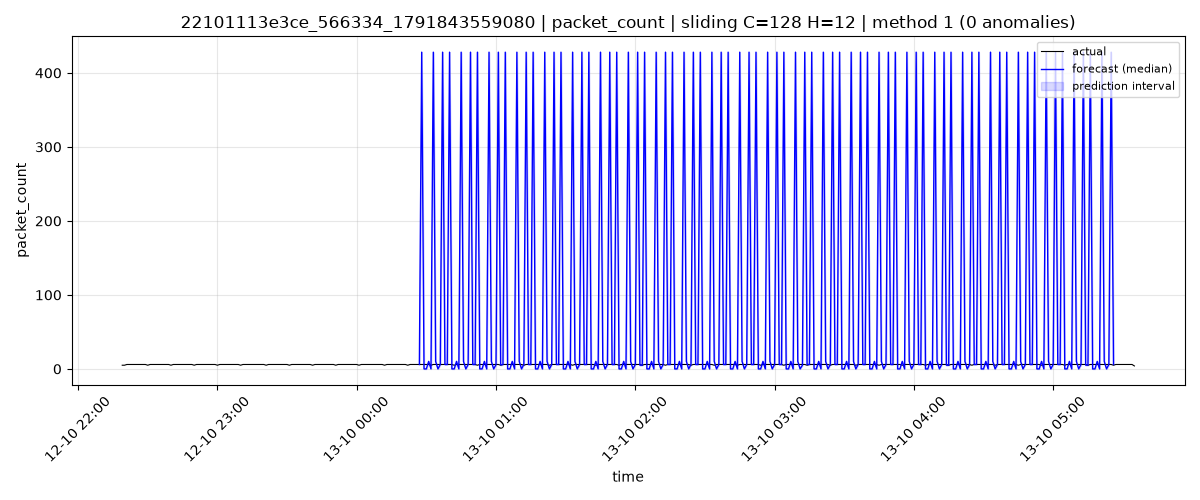 22101113e3ce_566334_1791843559080 | packet_count | sliding C=128 H=12 | method 1 (0 anomalies)
actual
forecast (median)
prediction interval
packet_count
400
300
200
100
0
12-10 22:00
12-10 23:00
13-10 00:00
13-10 01:00
13-10 02:00
13-10 03:00
13-10 04:00
13-10 05:00
time